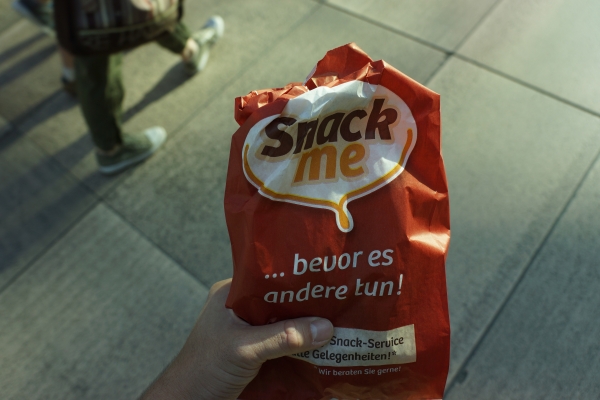 Snack
me
... bevor es
andere tun!
Snack-Service
Gelegenheiten!*
Wir beraten Sie gerne!